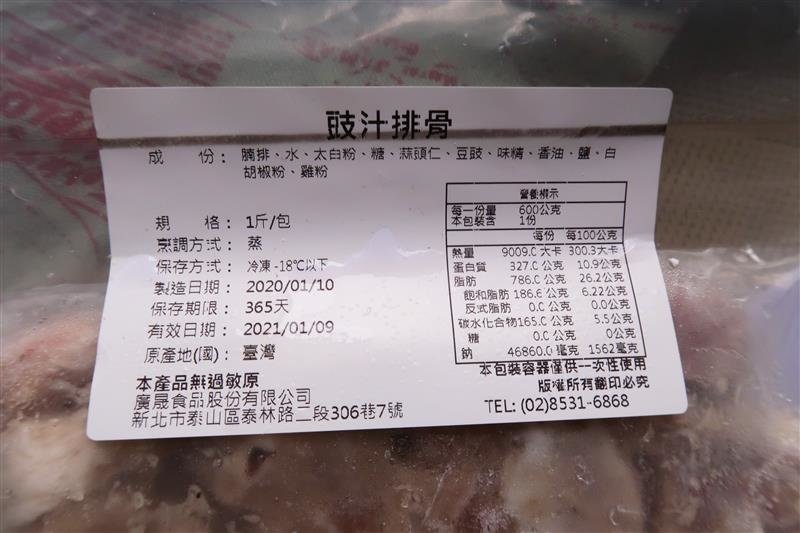 豉汁排骨
成 份：腩排、水、太白粉、糖、蒜頭仁、豆豉、味精、香油、鹽、白
胡椒粉、雞粉
規 格：1斤/包
烹調方式：蒸
保存方式：冷凍-18℃以下
製造日期：2020/01/10
保存期限：365天
有效日期：2021/01/09
原產地(國)：臺灣
本產品無過敏原
廣晟食品股份有限公司
新北市泰山區泰林路二段306巷7號
營養標示
每一份量 600公克
本包裝含 1份
每份 每100公克
熱量 9009.0大卡 300.3大卡
蛋白質 327.0公克 10.9公克
脂肪 786.0公克 26.2公克
飽和脂肪 186.6公克 6.22公克
反式脂肪 0.0公克 0.0公克
碳水化合物 165.0公克 5.5公克
糖 0.0公克 0公克
鈉 46860.0毫克 1562毫克
本包裝容器僅供一次性使用
版權所有翻印必究
TEL: (02)8531-6868